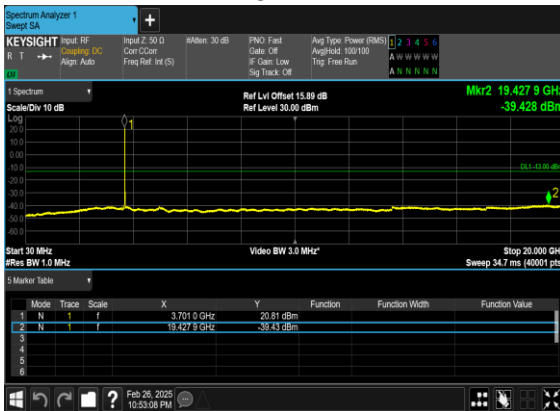 Spectrum Analyzer 1
Swept SA
KEYSIGHT Input: RF Input Z: 50 Ω #Atten: 30 dB PNO: Fast Avg Type: Power (RMS) 1 2 3 4 5 6
R T Coupling: DC Corr CCorr Gate: Off Avg|Hold: 100/100 A W W W W W
Align: Auto Freq Ref: Int (S) IF Gain: Low Trig: Free Run
Sig Track: Off A N N N N N
1 Spectrum Ref Lvl Offset 15.89 dB Mkr2 19.427 9 GHz
Scale/Div 10 dB Ref Level 30.00 dBm -39.428 dBm
Log
20.0
10.0
0.00
-10.0
-20.0
-30.0
-40.0
-50.0
-60.0
1
DL1 -13.00 dBm
2
Start 30 MHz Video BW 3.0 MHz* Stop 20.000 GHz
#Res BW 1.0 MHz Sweep 34.7 ms (40001 pts)
5 Marker Table
Mode Trace Scale X Y Function Function Width Function Value
1 N 1 f 3.701 0 GHz 20.81 dBm
2 N 1 f 19.427 9 GHz -39.43 dBm
3
4
5
6
? Feb 26, 2025
10:53:08 PM